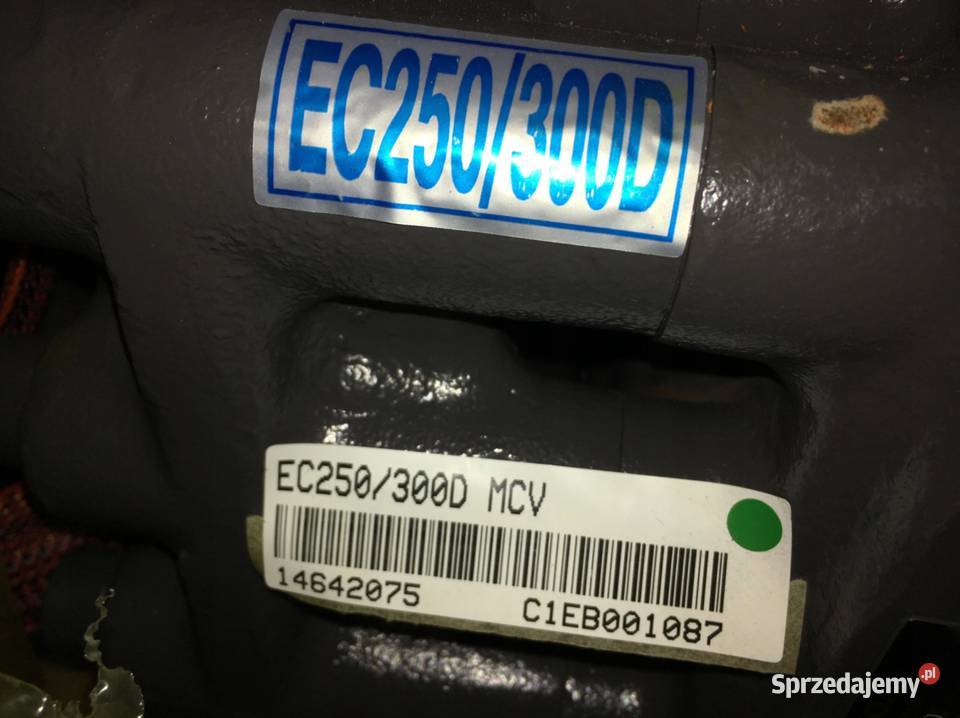 EC250/300D
EC250/300D MCV
14642075 C1EB001087
Sprzedajemy.pl